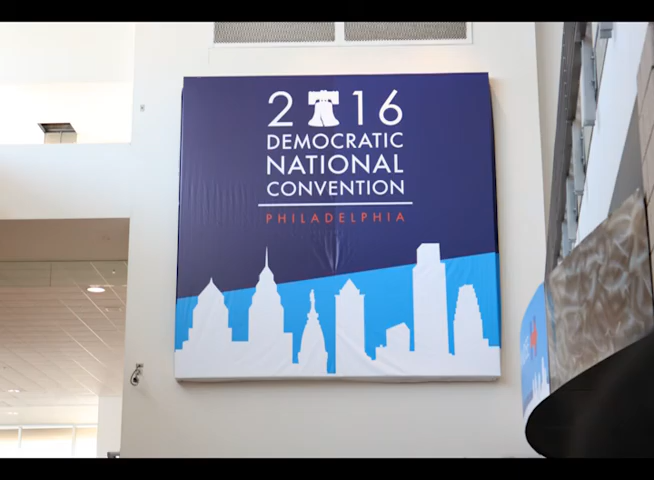 2016
DEMOCRATIC
NATIONAL
CONVENTION
PHILADELPHIA